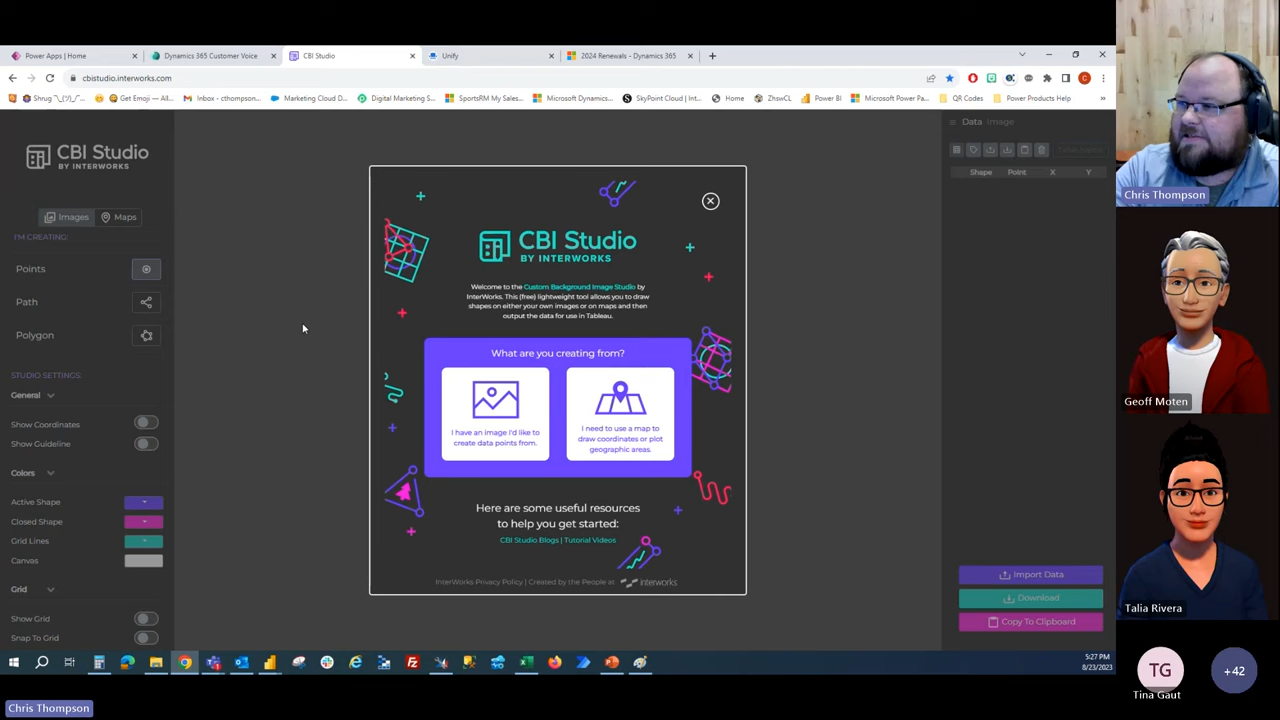 Power Apps | Home
Dynamics 365 Customer Voice
CBI Studio
Unify
2024 Renewals - Dynamics 365
cbistudio.interworks.com
Shrug ¯\_(ツ)_/¯
Get Emoji — All...
Inbox - cthompson...
Marketing Cloud D...
Digital Marketing S...
SportsRM My Sales...
Microsoft Dynamics...
SkyPoint Cloud | Int...
Home
ZhswCL
Power BI
Microsoft Power Pa...
QR Codes
Power Products Help
CBI Studio
BY INTERWORKS
Images
Maps
I'M CREATING:
Points
Path
Polygon
STUDIO SETTINGS:
General
Show Coordinates
Show Guideline
Colors
Active Shape
Closed Shape
Grid Lines
Canvas
Grid
Show Grid
Snap To Grid
CBI Studio
BY INTERWORKS
Welcome to the Custom Background Image Studio by
InterWorks. This (free) lightweight tool allows you to draw
shapes on either your own images or on maps and then
output the data for use in Tableau.
What are you creating from?
I have an image I'd like to
create data points from.
I need to use a map to
draw coordinates or plot
geographic areas.
Here are some useful resources
to help you get started:
CBI Studio Blogs | Tutorial Videos
InterWorks Privacy Policy | Created by the People at interworks
Data Image
Shape Point X Y
Import Data
Download
Copy To Clipboard
5:27 PM
8/23/2023
Chris Thompson
Geoff Moten
Talia Rivera
TG
Tina Gaut
+42
Chris Thompson